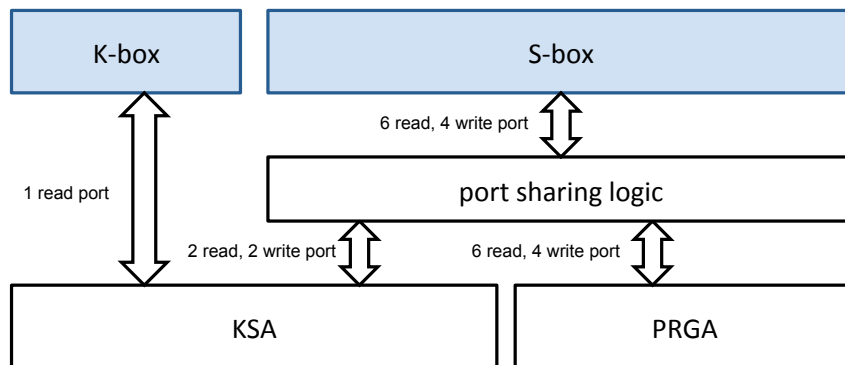 K-box
S-box
6 read, 4 write port
1 read port
port sharing logic
2 read, 2 write port
6 read, 4 write port
KSA
PRGA